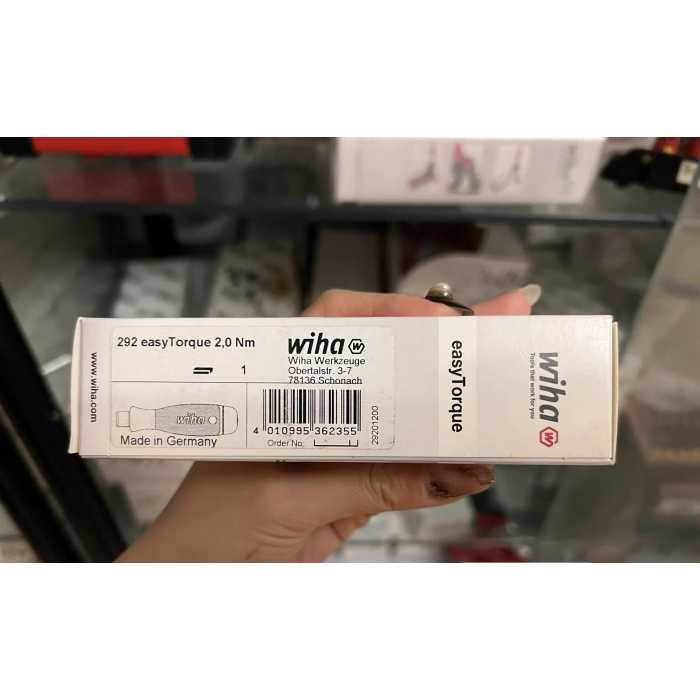 www.wiha.com
292 easyTorque 2,0 Nm
1
wiha
Made in Germany
wiha
Wiha Werkzeuge
Obertalstr. 3-7
78136 Schonach
4 010995 362355
Order No:
29201200
easyTorque
wiha
Tools that work for you